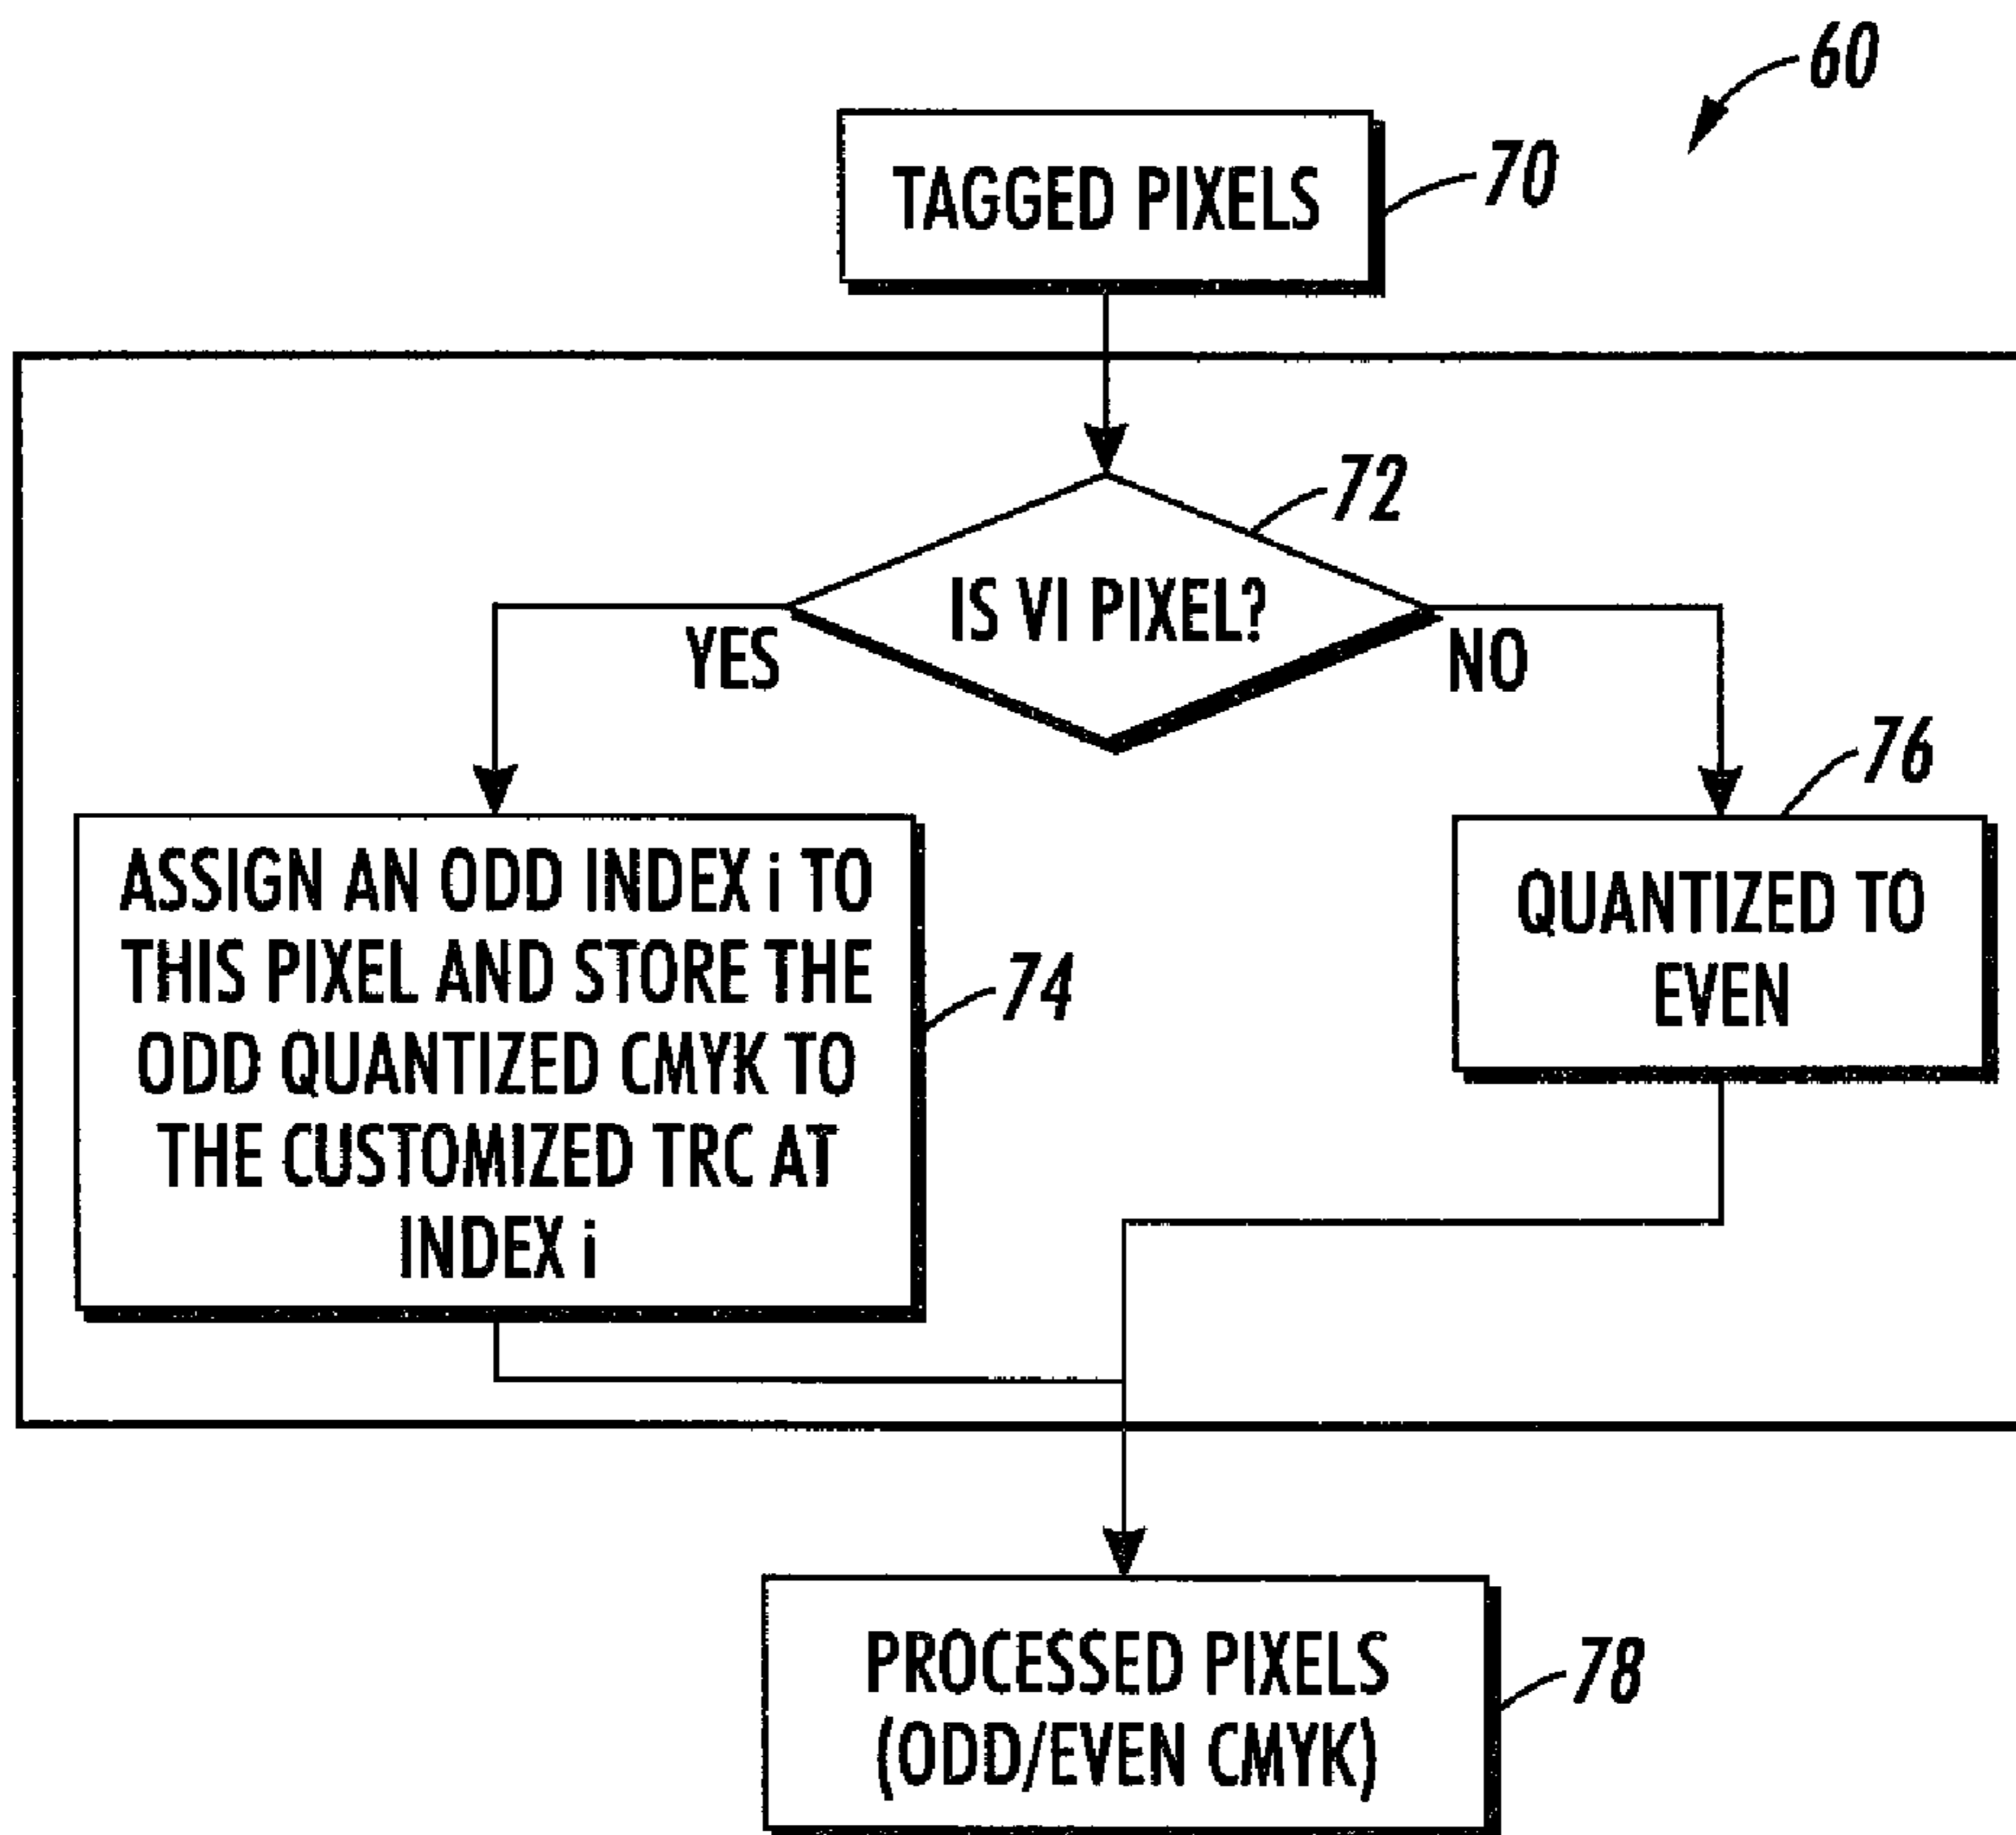 60
TAGGED PIXELS
70
72
IS VI PIXEL?
YES
NO
76
ASSIGN AN ODD INDEX i TO
THIS PIXEL AND STORE THE
ODD QUANTIZED CMYK TO
THE CUSTOMIZED TRC AT
INDEX i
74
QUANTIZED TO
EVEN
PROCESSED PIXELS
(ODD/EVEN CMYK)
78